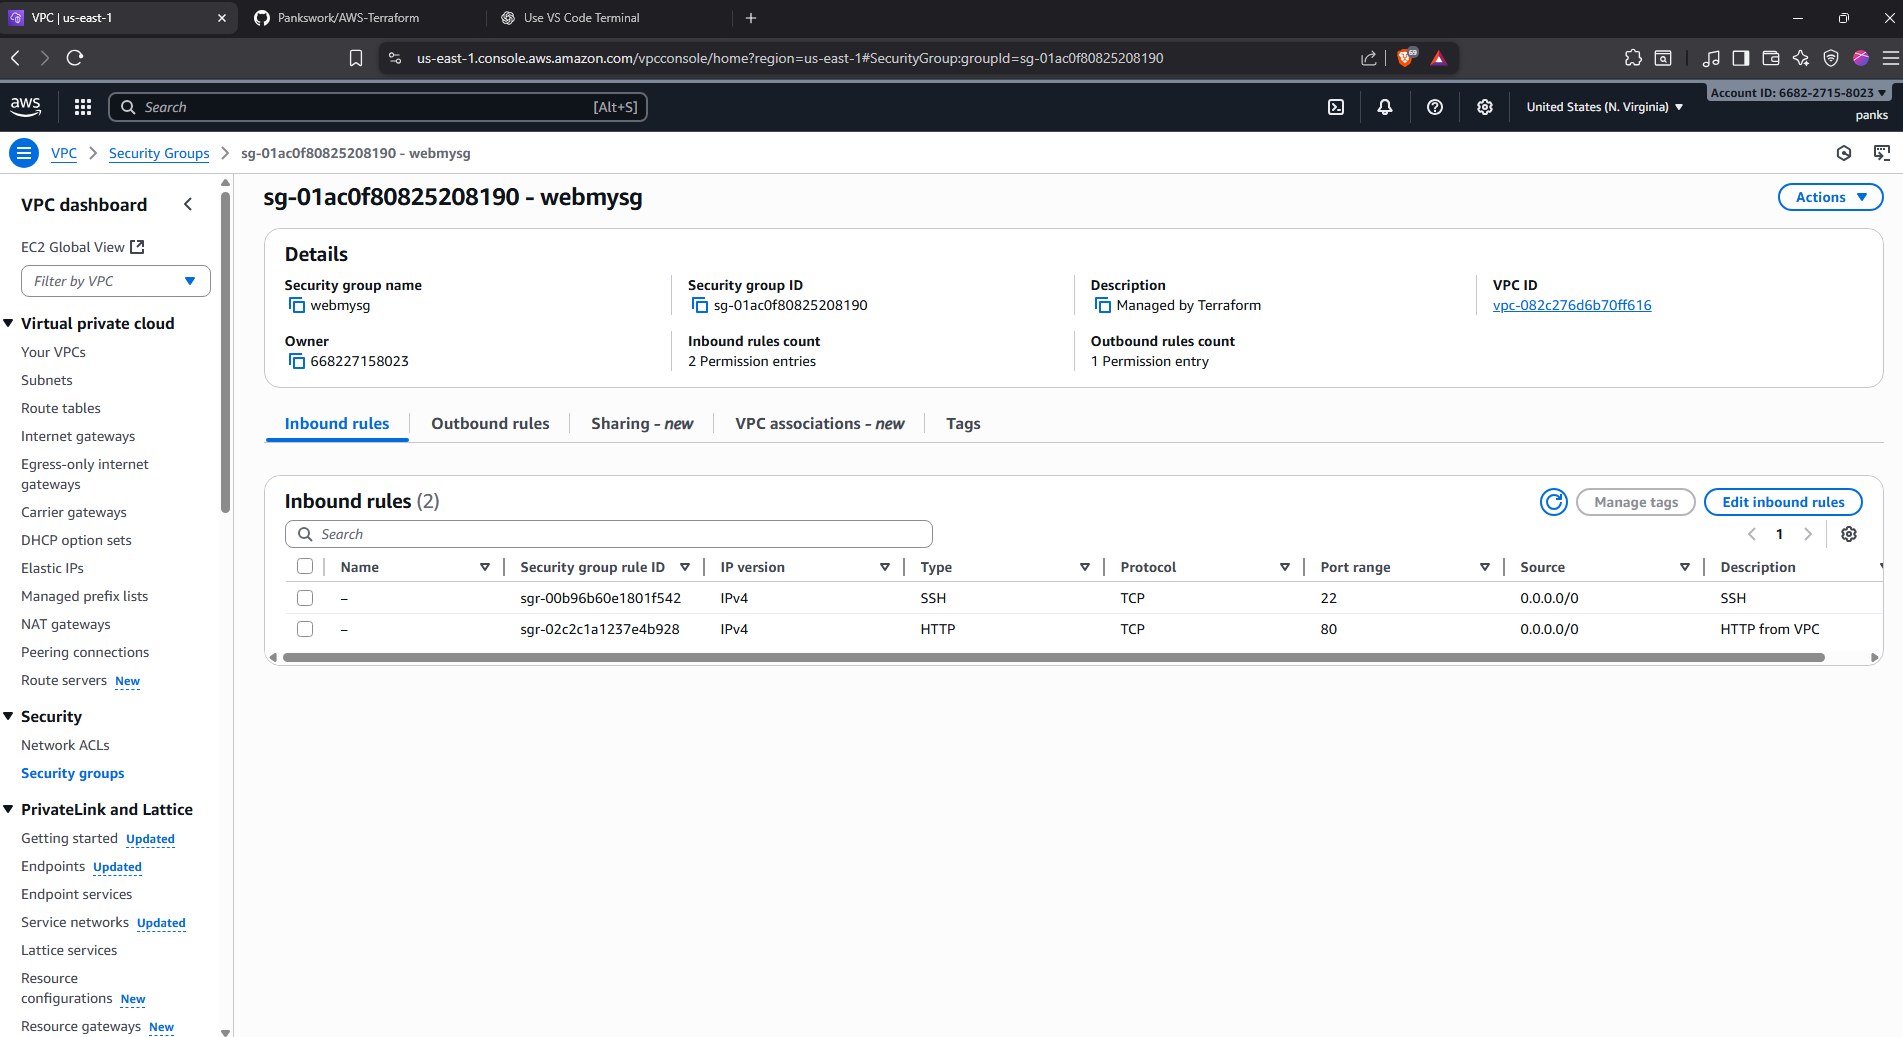 VPC | us-east-1
Pankswork/AWS-Terraform
Use VS Code Terminal
us-east-1.console.aws.amazon.com/vpcconsole/home?region=us-east-1#SecurityGroup:groupId=sg-01ac0f80825208190
69
aws
Search
[Alt+S]
United States (N. Virginia)
Account ID: 6682-2715-8023
panks
VPC
Security Groups
sg-01ac0f80825208190 - webmysg
VPC dashboard
EC2 Global View
Filter by VPC
Virtual private cloud
Your VPCs
Subnets
Route tables
Internet gateways
Egress-only internet
gateways
Carrier gateways
DHCP option sets
Elastic IPs
Managed prefix lists
NAT gateways
Peering connections
Route servers New
Security
Network ACLs
Security groups
PrivateLink and Lattice
Getting started Updated
Endpoints Updated
Endpoint services
Service networks Updated
Lattice services
Resource
configurations New
Resource gateways New
sg-01ac0f80825208190 - webmysg
Actions
Details
Security group name
webmysg
Security group ID
sg-01ac0f80825208190
Description
Managed by Terraform
VPC ID
vpc-082c276d6b70ff616
Owner
668227158023
Inbound rules count
2 Permission entries
Outbound rules count
1 Permission entry
Inbound rules
Outbound rules
Sharing - new
VPC associations - new
Tags
Inbound rules (2)
Manage tags
Edit inbound rules
Search
1
Name Security group rule ID IP version Type Protocol Port range Source Description
– sgr-00b96b60e1801f542 IPv4 SSH TCP 22 0.0.0.0/0 SSH
– sgr-02c2c1a1237e4b928 IPv4 HTTP TCP 80 0.0.0.0/0 HTTP from VPC